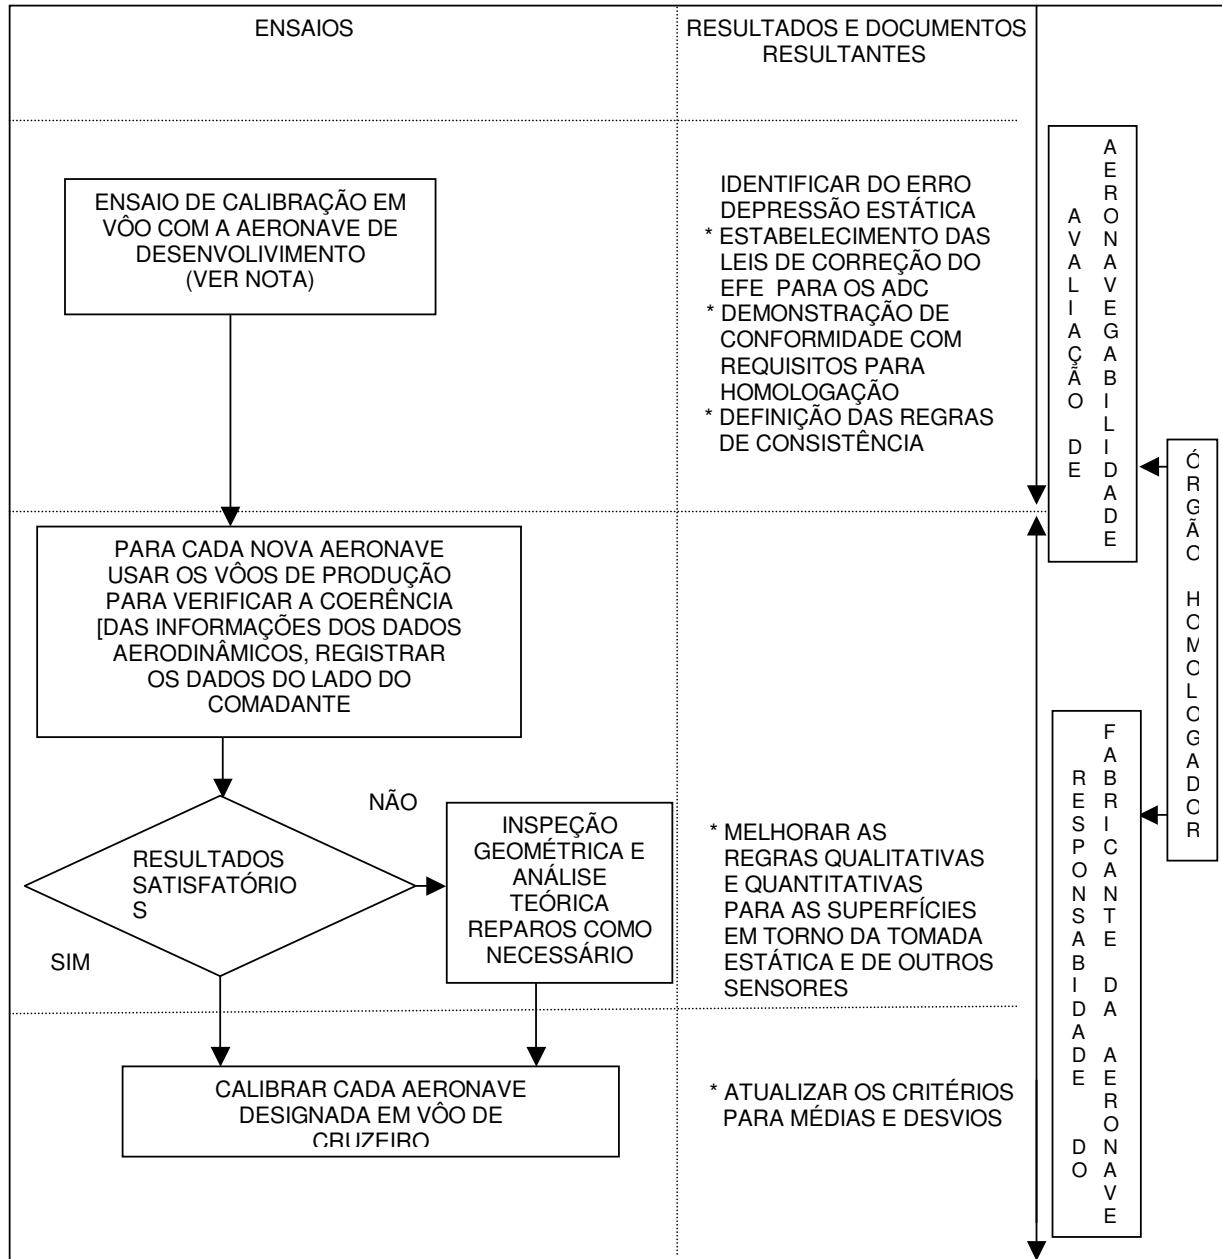 ENSAIOS
RESULTADOS E DOCUMENTOS
RESULTANTES
ENSAIO DE CALIBRAÇÃO EM
VÔO COM A AERONAVE DE
DESENVOLIVIMENTO
(VER NOTA)
IDENTIFICAR DO ERRO
DEPRESSÃO ESTÁTICA
* ESTABELECIMENTO DAS
LEIS DE CORREÇÃO DO
EFE PARA OS ADC
* DEMONSTRAÇÃO DE
CONFORMIDADE COM
REQUISITOS PARA
HOMOLOGAÇÃO
* DEFINIÇÃO DAS REGRAS
DE CONSISTÊNCIA
AVALIAÇÃO DE
AERONAVEGABILIDADE
ÓRGÃO HOMOLOGADOR
PARA CADA NOVA AERONAVE
USAR OS VÔOS DE PRODUÇÃO
PARA VERIFICAR A COERÊNCIA
[DAS INFORMAÇÕES DOS DADOS
AERODINÂMICOS, REGISTRAR
OS DADOS DO LADO DO
COMADANTE
RESULTADOS
SATISFATÓRIO
S
NÃO
SIM
INSPEÇÃO
GEOMÉTRICA E
ANÁLISE
TEÓRICA
REPAROS COMO
NECESSÁRIO
* MELHORAR AS
REGRAS QUALITATIVAS
E QUANTITATIVAS
PARA AS SUPERFÍCIES
EM TORNO DA TOMADA
ESTÁTICA E DE OUTROS
SENSORES
RESPONSABIDADE DO
FABRICANTE DA AERONAVE
CALIBRAR CADA AERONAVE
DESIGNADA EM VÔO DE
CRUZEIRO
* ATUALIZAR OS CRITÉRIOS
PARA MÉDIAS E DESVIOS